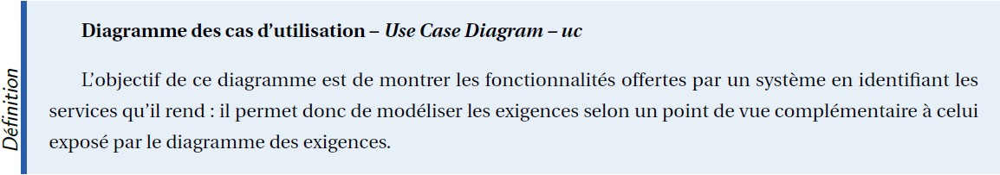 Diagramme des cas d’utilisation – Use Case Diagram – uc
Définition
L’objectif de ce diagramme est de montrer les fonctionnalités offertes par un système en identifiant les
services qu’il rend : il permet donc de modéliser les exigences selon un point de vue complémentaire à celui
exposé par le diagramme des exigences.